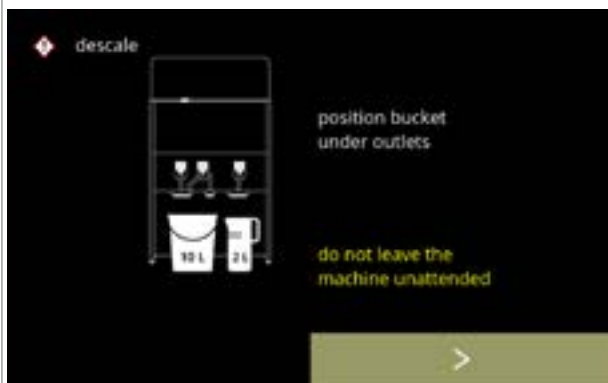 descale
position bucket
under outlets
10 L
2 L
do not leave the
machine unattended
>